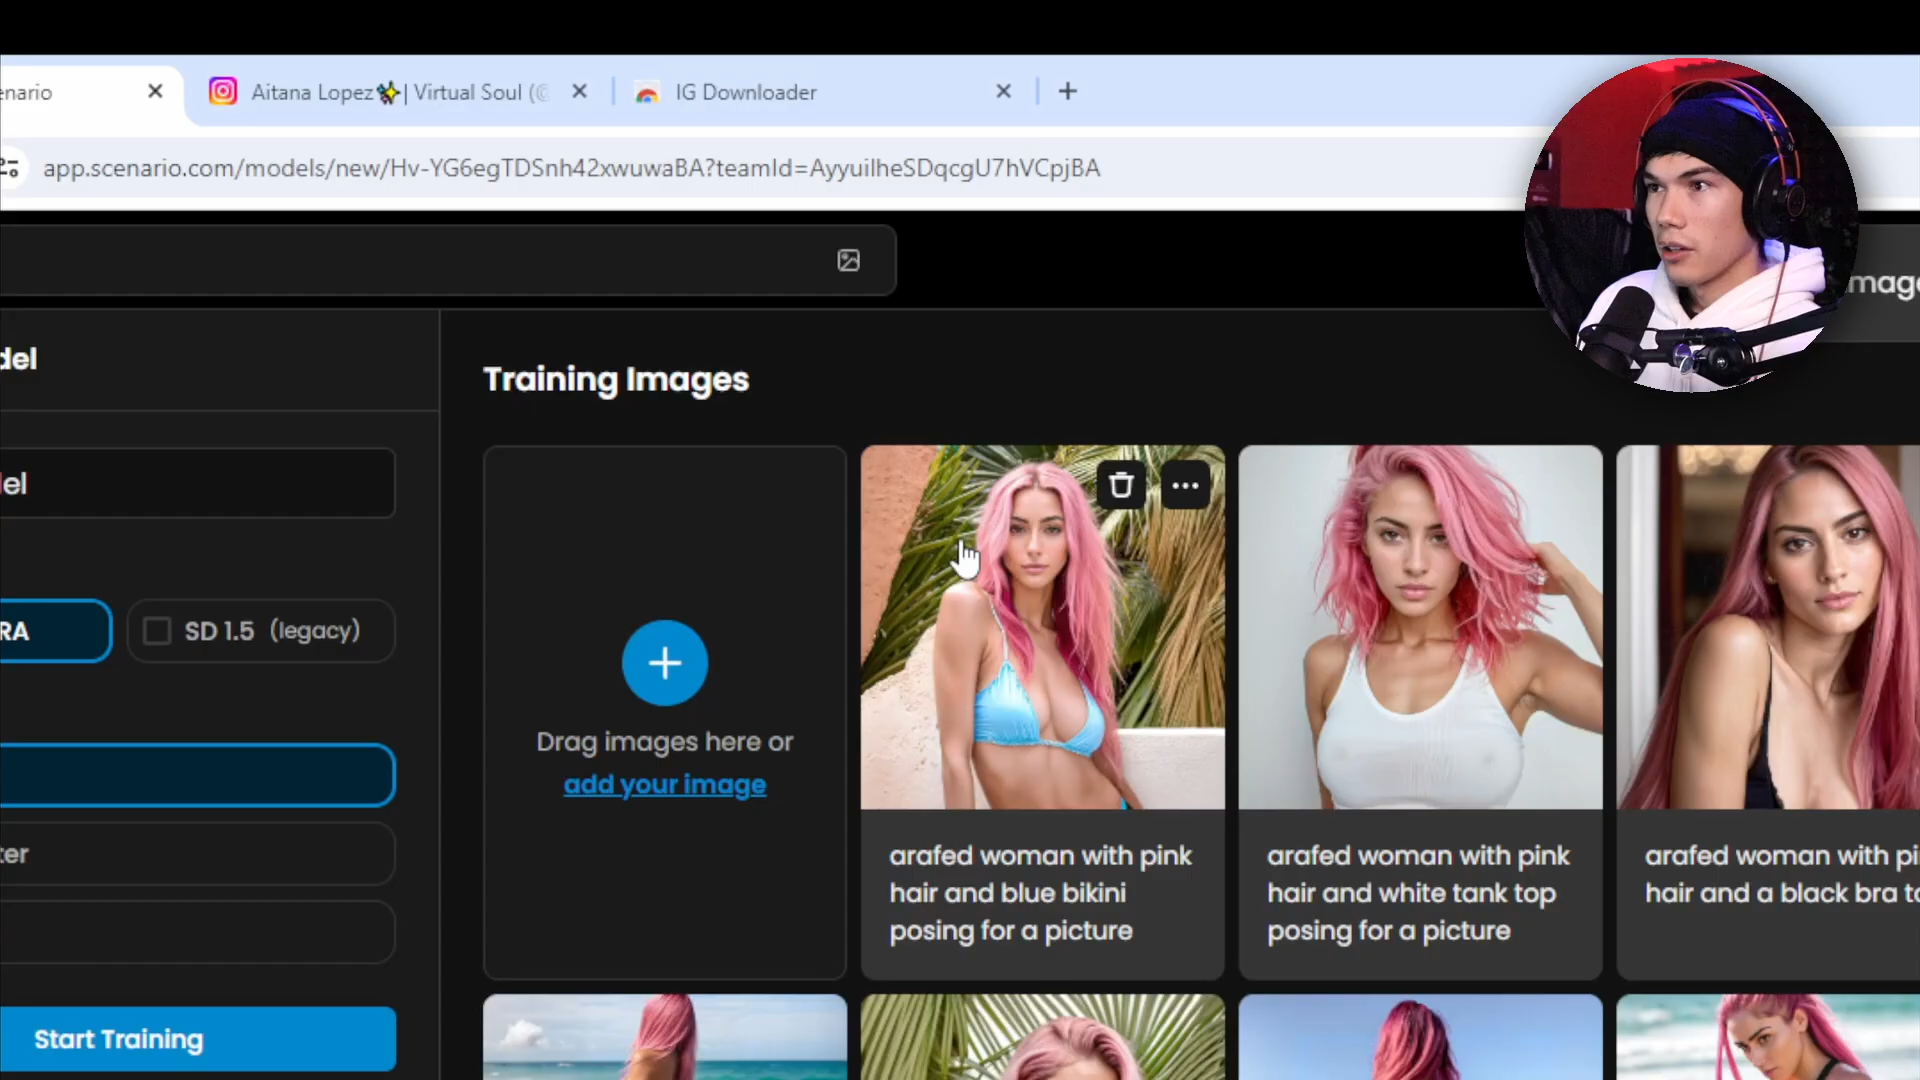 enario
Aitana Lopez✨| Virtual Soul (@
IG Downloader
app.scenario.com/models/new/Hv-YG6egTDSnh42xwuwaBA?teamId=AyyuilheSDqcgU7hVCpjBA
mage
del
Training Images
el
RA
SD 1.5 (legacy)
Drag images here or
add your image
ter
arafed woman with pink
hair and blue bikini
posing for a picture
arafed woman with pink
hair and white tank top
posing for a picture
arafed woman with pi
hair and a black bra to
Start Training